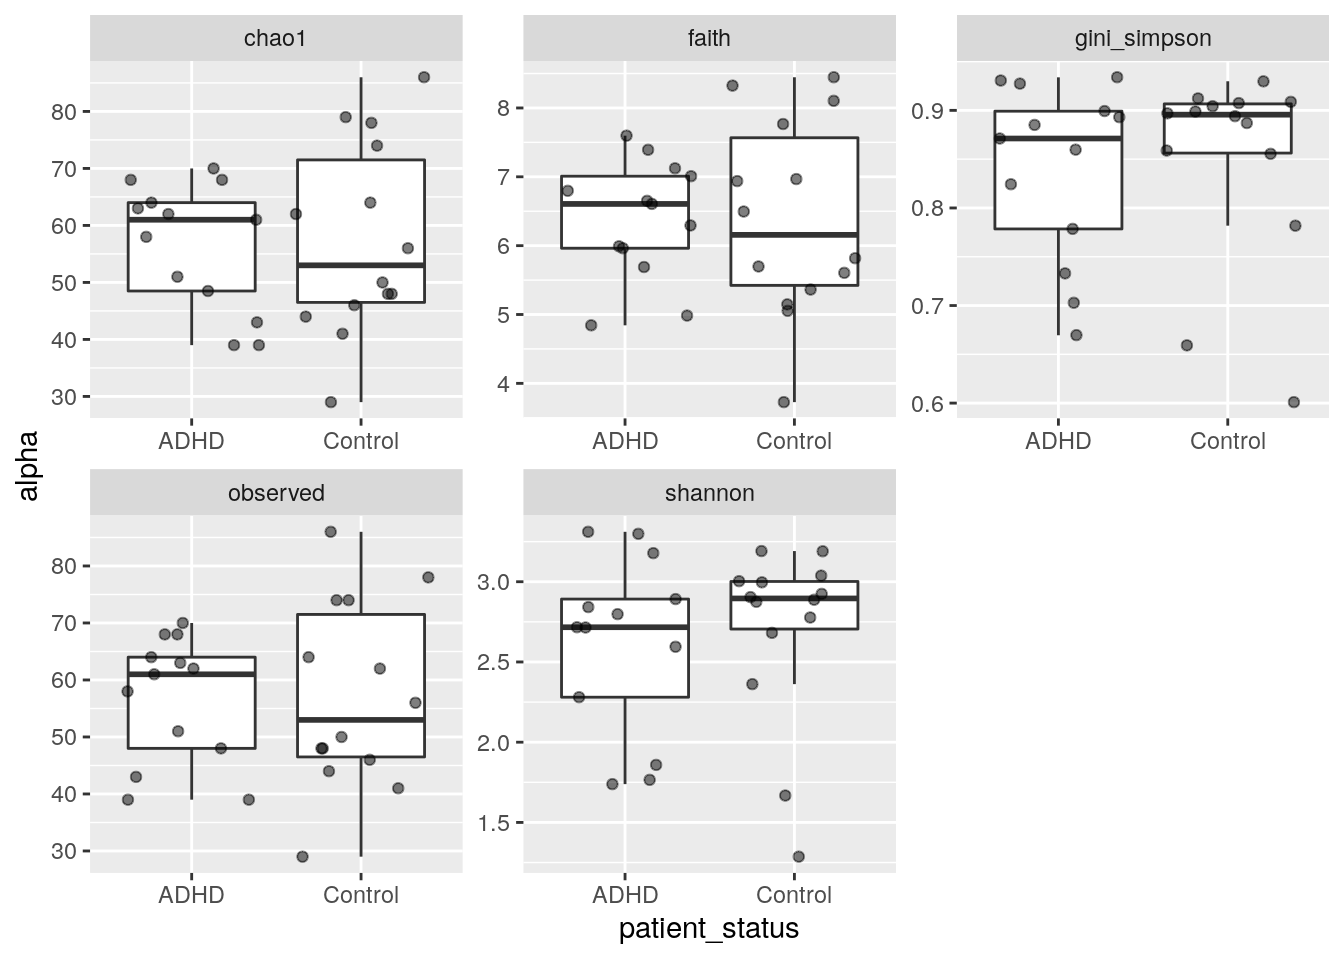 chao1
faith
gini_simpson
80
70
60
50
40
30
8
7
6
5
4
0.9
0.8
0.7
0.6
ADHD Control
ADHD Control
ADHD Control
alpha
observed
shannon
80
70
60
50
40
30
3.0
2.5
2.0
1.5
ADHD Control
ADHD Control
patient_status